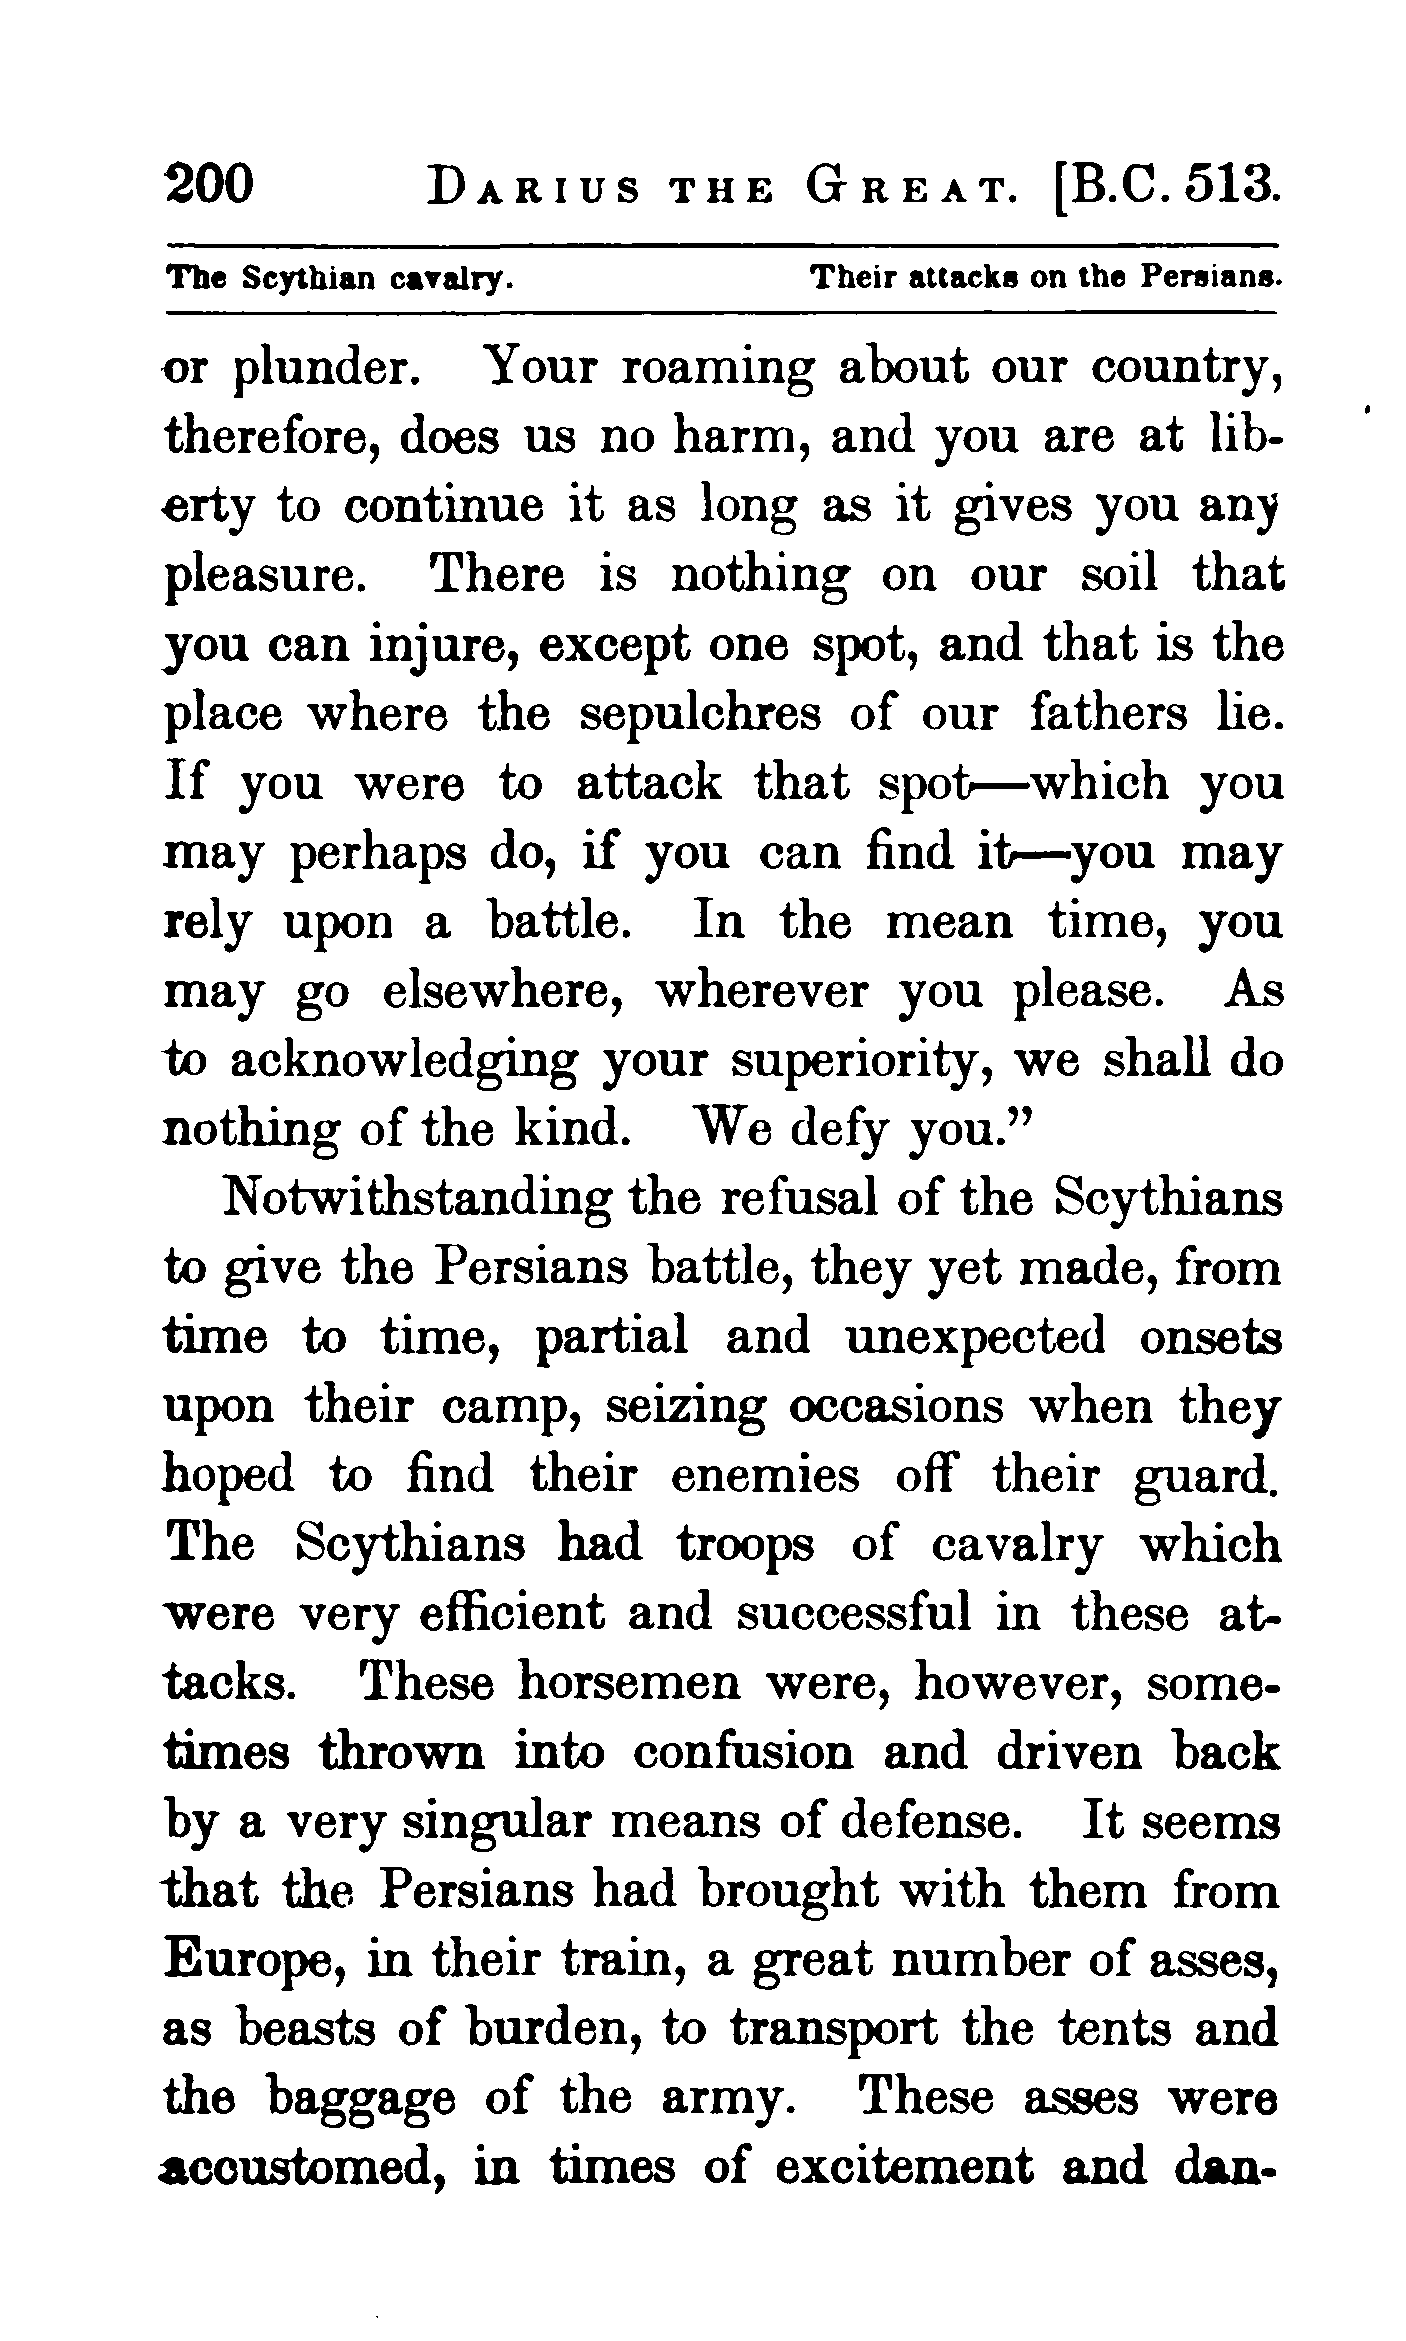 200 DARIUS THE GREAT. [B.C. 513.
The Scythian cavalry. Their attacks on the Persians.
or plunder. Your roaming about our country,
therefore, does us no harm, and you are at lib-
erty to continue it as long as it gives you any
pleasure. There is nothing on our soil that
you can injure, except one spot, and that is the
place where the sepulchres of our fathers lie.
If you were to attack that spot—which you
may perhaps do, if you can find it—you may
rely upon a battle. In the mean time, you
may go elsewhere, wherever you please. As
to acknowledging your superiority, we shall do
nothing of the kind. We defy you.”
Notwithstanding the refusal of the Scythians
to give the Persians battle, they yet made, from
time to time, partial and unexpected onsets
upon their camp, seizing occasions when they
hoped to find their enemies off their guard.
The Scythians had troops of cavalry which
were very efficient and successful in these at-
tacks. These horsemen were, however, some-
times thrown into confusion and driven back
by a very singular means of defense. It seems
that the Persians had brought with them from
Europe, in their train, a great number of asses,
as beasts of burden, to transport the tents and
the baggage of the army. These asses were
accustomed, in times of excitement and dan-